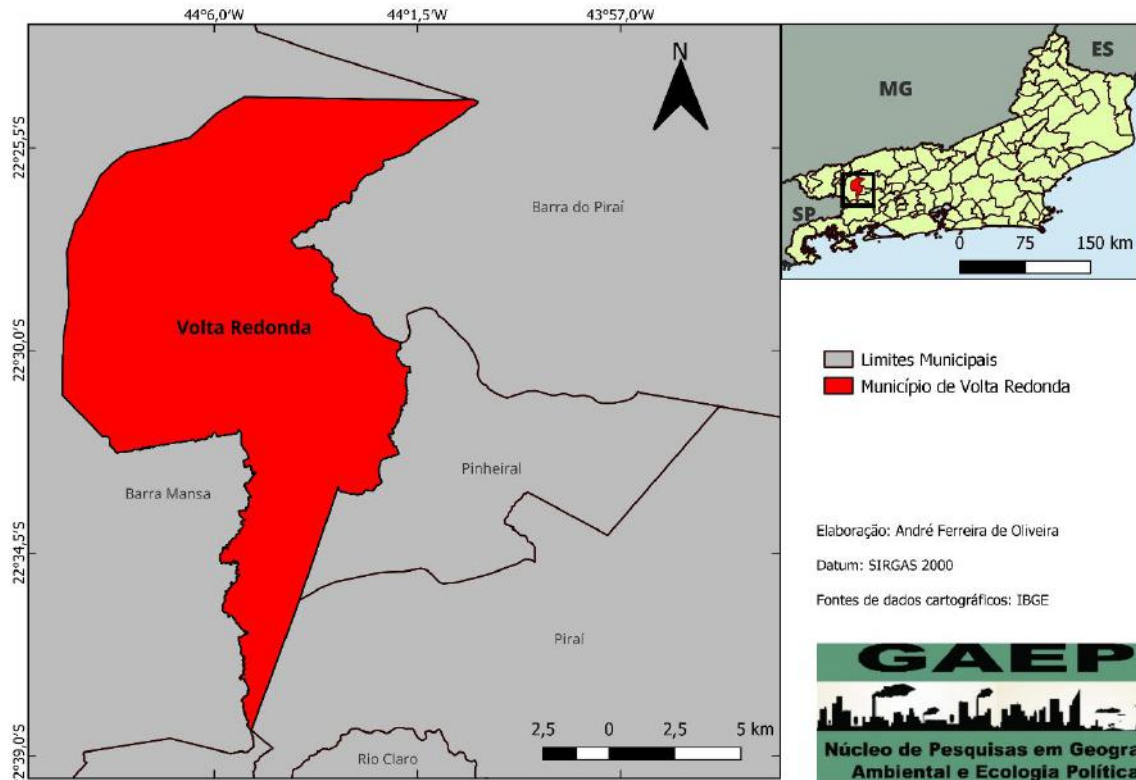 44°6,0'W
44°1,5'W
43°57,0'W
22°25,5'S
22°30,0'S
22°34,5'S
2°39,0'S
N
Barra do Piraí
Volta Redonda
Pinheiral
Barra Mansa
Piraí
Rio Claro
2,5 0 2,5 5 km
ES
MG
SP
0 75 150 km
Limites Municipais
Município de Volta Redonda
Elaboração: André Ferreira de Oliveira
Datum: SIRGAS 2000
Fontes de dados cartográficos: IBGE
GAEP
Núcleo de Pesquisas em Geogra
Ambiental e Ecologia Política